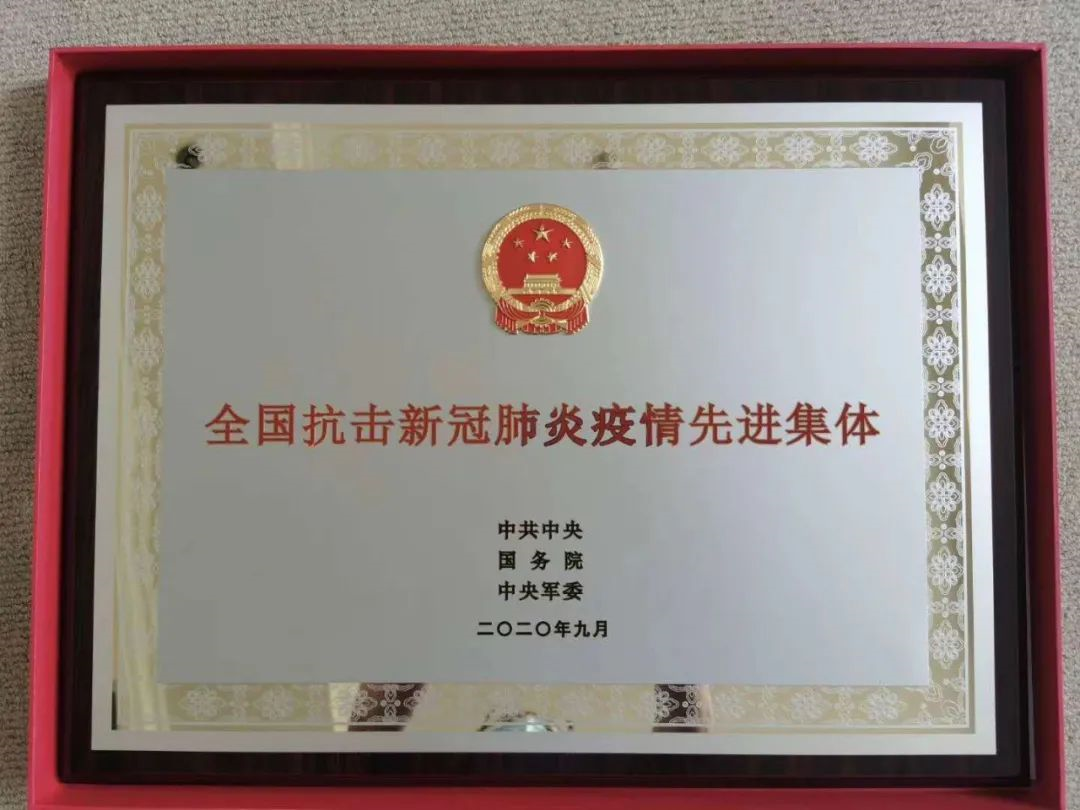 全国抗击新冠肺炎疫情先进集体
中共中央
国务院
中央军委
二〇二〇年九月